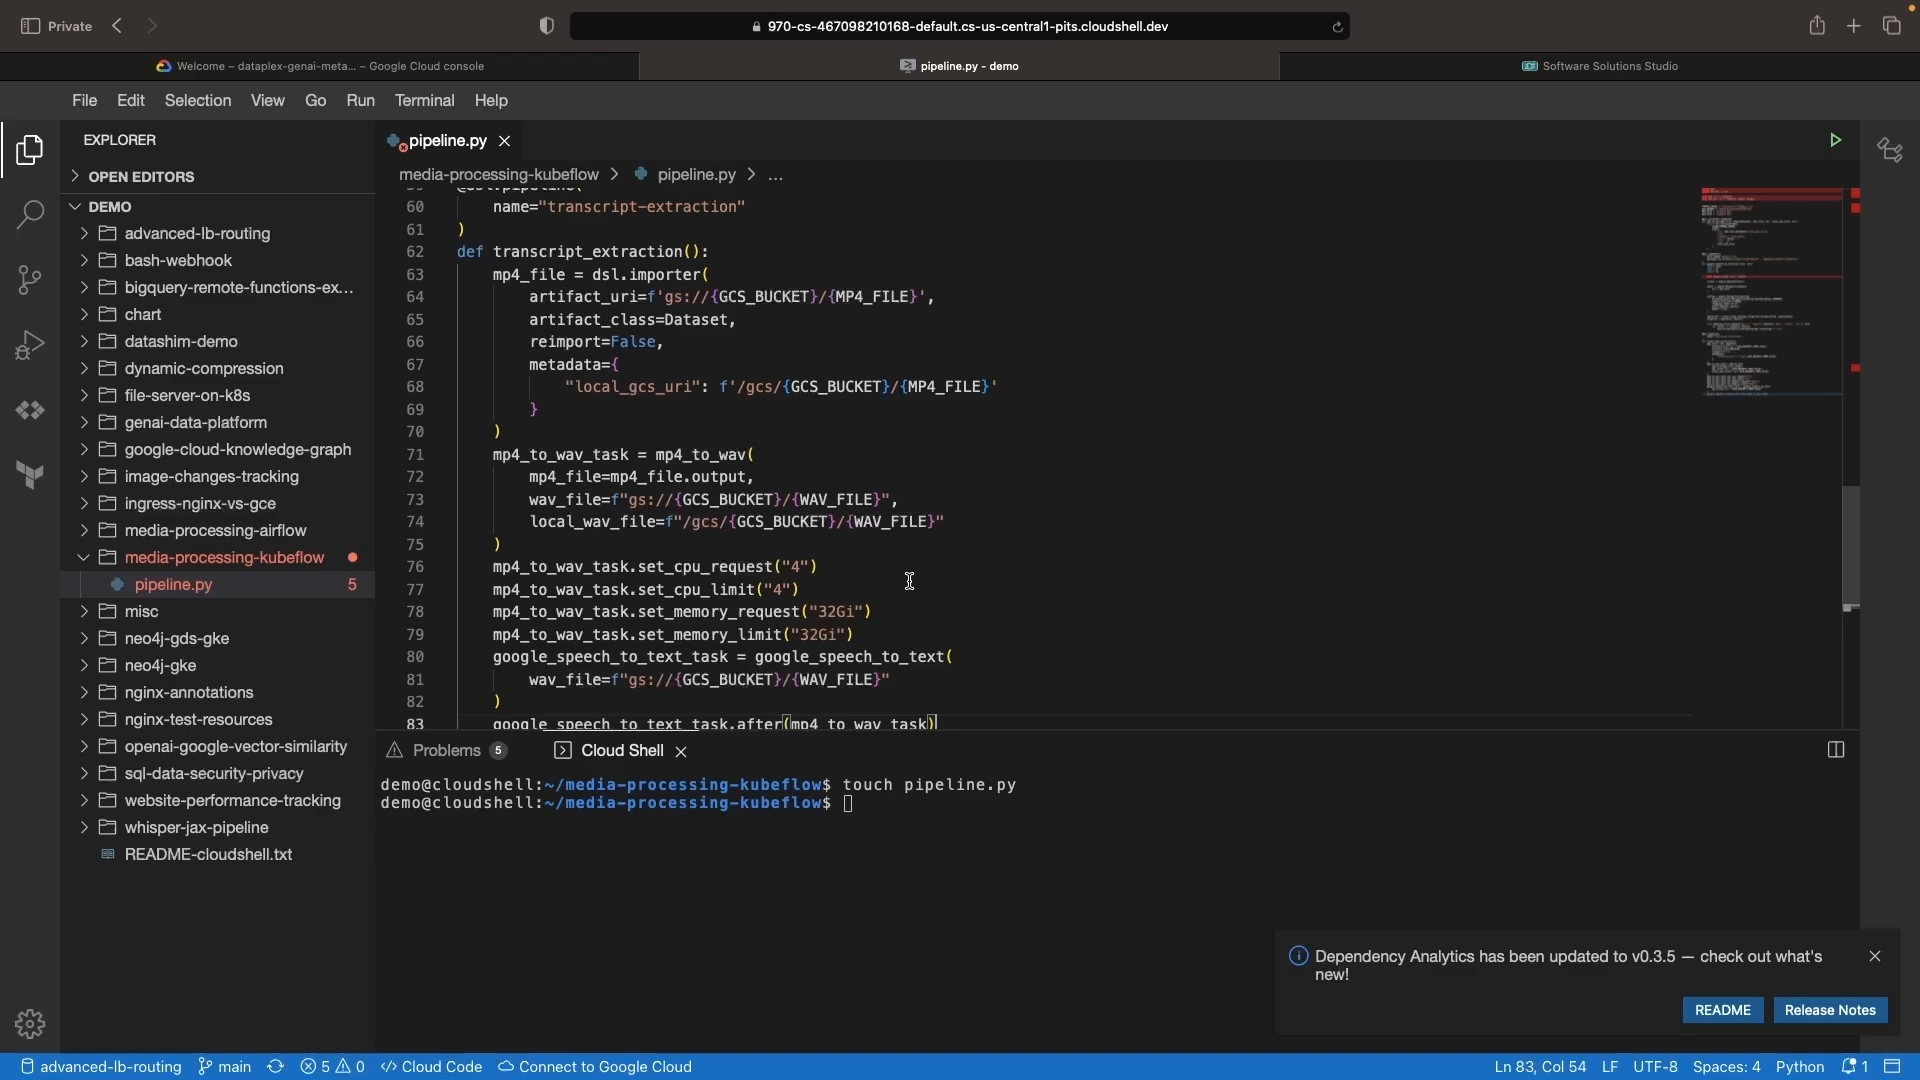 Private
970-cs-467098210168-default.cs-us-central1-pits.cloudshell.dev
Welcome – dataplex-genai-meta... – Google Cloud console
pipeline.py - demo
Software Solutions Studio
File Edit Selection View Go Run Terminal Help
EXPLORER
OPEN EDITORS
DEMO
advanced-lb-routing
bash-webhook
bigquery-remote-functions-ex...
chart
datashim-demo
dynamic-compression
file-server-on-k8s
genai-data-platform
google-cloud-knowledge-graph
image-changes-tracking
ingress-nginx-vs-gce
media-processing-airflow
media-processing-kubeflow
pipeline.py 5
misc
neo4j-gds-gke
neo4j-gke
nginx-annotations
nginx-test-resources
openai-google-vector-similarity
sql-data-security-privacy
website-performance-tracking
whisper-jax-pipeline
README-cloudshell.txt
pipeline.py
media-processing-kubeflow > pipeline.py > ...
59 @dsl.pipeline(
60 name="transcript-extraction"
61 )
62 def transcript_extraction():
63 mp4_file = dsl.importer(
64 artifact_uri=f'gs://{GCS_BUCKET}/{MP4_FILE}',
65 artifact_class=Dataset,
66 reimport=False,
67 metadata={
68 "local_gcs_uri": f'/gcs/{GCS_BUCKET}/{MP4_FILE}'
69 }
70 )
71 mp4_to_wav_task = mp4_to_wav(
72 mp4_file=mp4_file.output,
73 wav_file=f"gs://{GCS_BUCKET}/{WAV_FILE}",
74 local_wav_file=f"/gcs/{GCS_BUCKET}/{WAV_FILE}"
75 )
76 mp4_to_wav_task.set_cpu_request("4")
77 mp4_to_wav_task.set_cpu_limit("4")
78 mp4_to_wav_task.set_memory_request("32Gi")
79 mp4_to_wav_task.set_memory_limit("32Gi")
80 google_speech_to_text_task = google_speech_to_text(
81 wav_file=f"gs://{GCS_BUCKET}/{WAV_FILE}"
82 )
83 google_speech_to_text_task.after(mp4_to_wav_task)
Problems 5 Cloud Shell
demo@cloudshell:~/media-processing-kubeflow$ touch pipeline.py
demo@cloudshell:~/media-processing-kubeflow$
Dependency Analytics has been updated to v0.3.5 — check out what's
new!
README Release Notes
advanced-lb-routing main 5 0 Cloud Code Connect to Google Cloud Ln 83, Col 54 LF UTF-8 Spaces: 4 Python 1